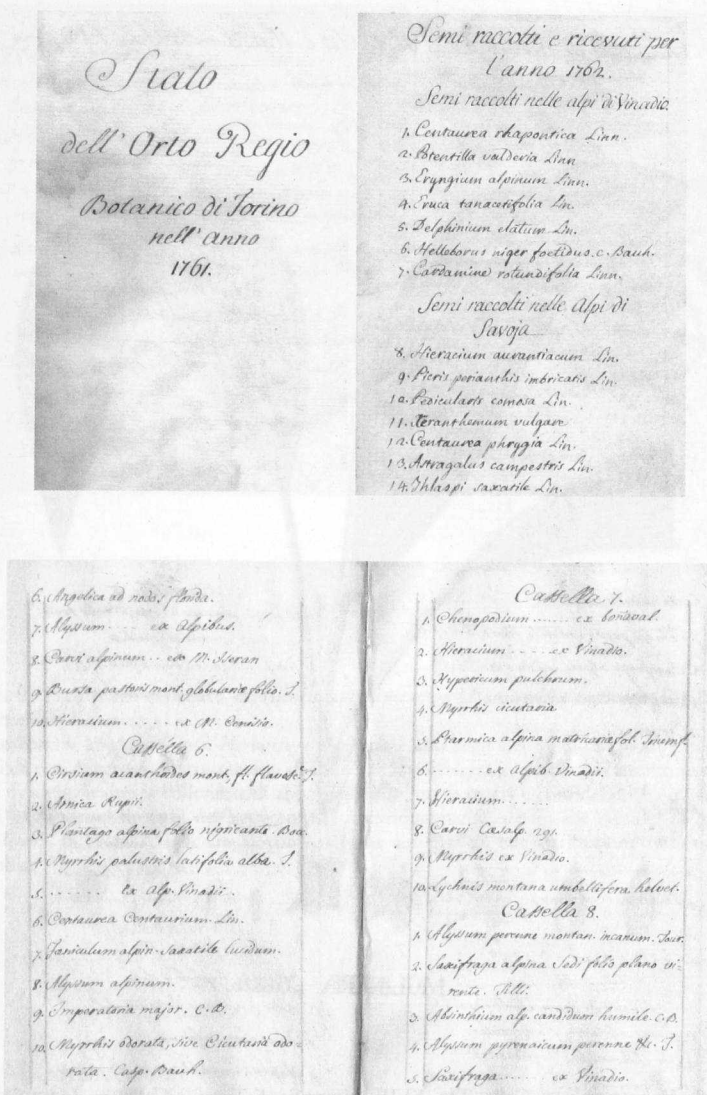 Stato
dell' Orto Regio
Botanico di Torino
nell' anno
1761.
Semi raccolti e ricevuti per
l' anno 1762.
Semi raccolti nelle alpi di Vinadio.
1. Centaurea rhapontica Linn.
2. Potentilla valderia Linn
3. Eryngium alpinum Linn.
4. Eruca tanacetifolia Lin.
5. Delphinium elatum Lin.
6. Helleborus niger foetidus. c. Bauh.
7. Cardamine rotundifolia Linn.
Semi raccolti nelle Alpi di
Savoja
8. Hieracium aurantiacum Lin.
9. Picris perianthis imbricatis Lin.
10. Pedicularis comosa Lin.
11. Xeranthemum vulgare
12. Centaurea phrygia Lin.
13. Astragalus campestris Lin.
14. Thlaspi saxatile Lin.
6. Angelica ad nodos florida.
7. Alyssum ..... ex Alpibus.
8. Carvi alpinum .. ex M. Iseran
9. Bursa pastoris mont. globulariæ folio. T.
10. Hieracium ..... ex M. Cenisio.
Cassella 6.
1. Cirsium acanthoides mont. fl. flavesc. T.
2. Arnica Rupii.
3. Plantago alpina folio nigricante. Bocc.
4. Myrrhis palustris latifolia alba. T.
5. ...... ex Alp. Vinadii.
6. Centaurea Centaurium. Lin.
7. Fœniculum alpin. saxatile lucidum.
8. Alyssum alpinum.
9. Imperatoria major. C.B.
10. Myrrhis odorata, sive Cicutaria odo-
rata. Casp. Bauh.
Cassella 7.
1. Chenopodium ...... ex bonaval.
2. Hieracium ..... ex Vinadio.
3. Hypericum pulchrum.
4. Myrrhis cicutaria
5. Ptarmica alpina matricariæ fol. Triumf.
6. ........ ex alpib. Vinadii.
7. Hieracium ......
8. Carvi Cæsalp. 291.
9. Myrrhis ex Vinadio.
10. Lychnis montana umbellifera helvet.
Cassella 8.
1. Alyssum perenne montan. incanum. Tour.
2. Saxifraga alpina Sedi folio plano vi-
rente. Tilli.
3. Absinthium alp. candidum humile. C.B.
4. Alyssum pyrenaicum perenne &c. T.
5. Saxifraga ...... ex Vinadio.